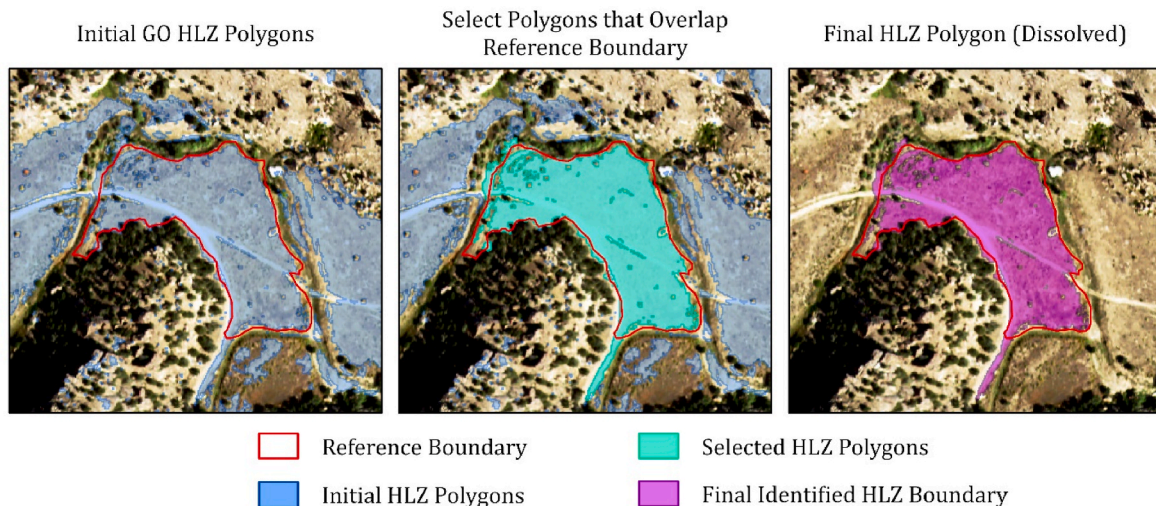 Initial GO HLZ Polygons
Select Polygons that Overlap
Reference Boundary
Final HLZ Polygon (Dissolved)
Reference Boundary
Selected HLZ Polygons
Initial HLZ Polygons
Final Identified HLZ Boundary